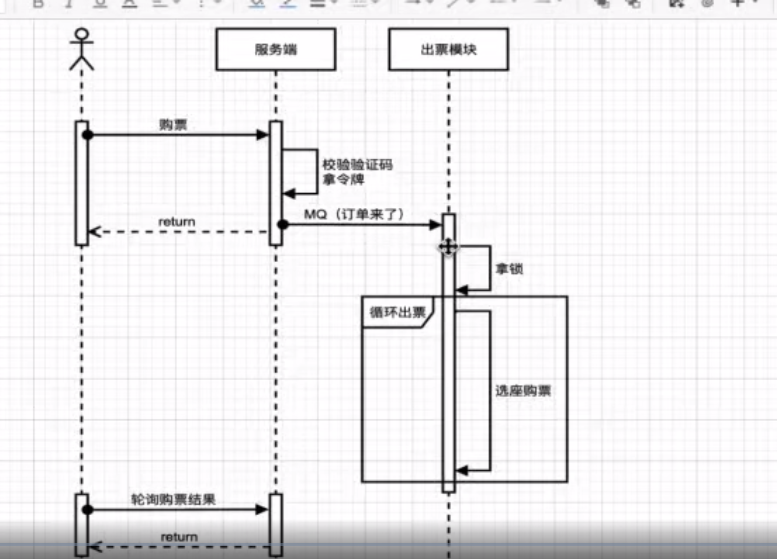 服务端
出票模块
购票
校验验证码
拿令牌
MQ（订单来了）
return
拿锁
循环出票
选座购票
轮询购票结果
return